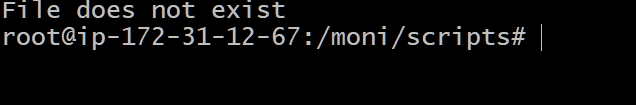 File does not exist
root@ip-172-31-12-67:/moni/scripts#